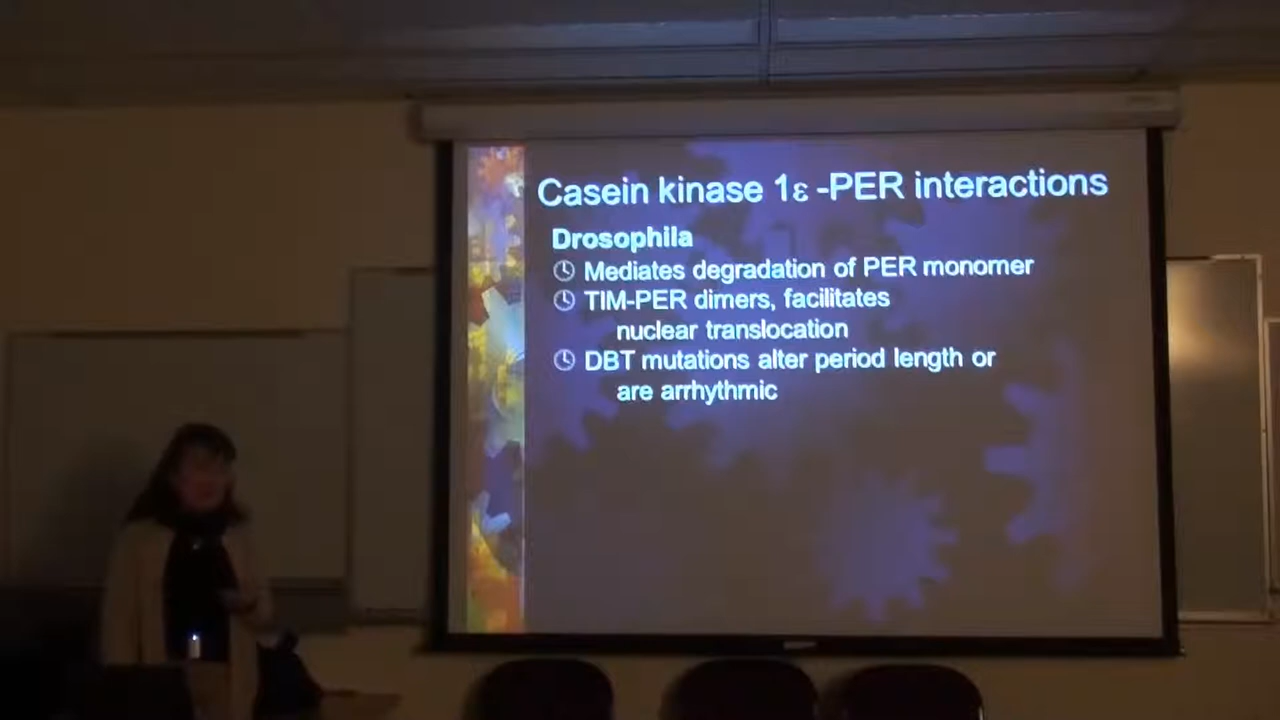 Casein kinase 1ε -PER interactions
Drosophila
Mediates degradation of PER monomer
TIM-PER dimers, facilitates
nuclear translocation
DBT mutations alter period length or
are arrhythmic